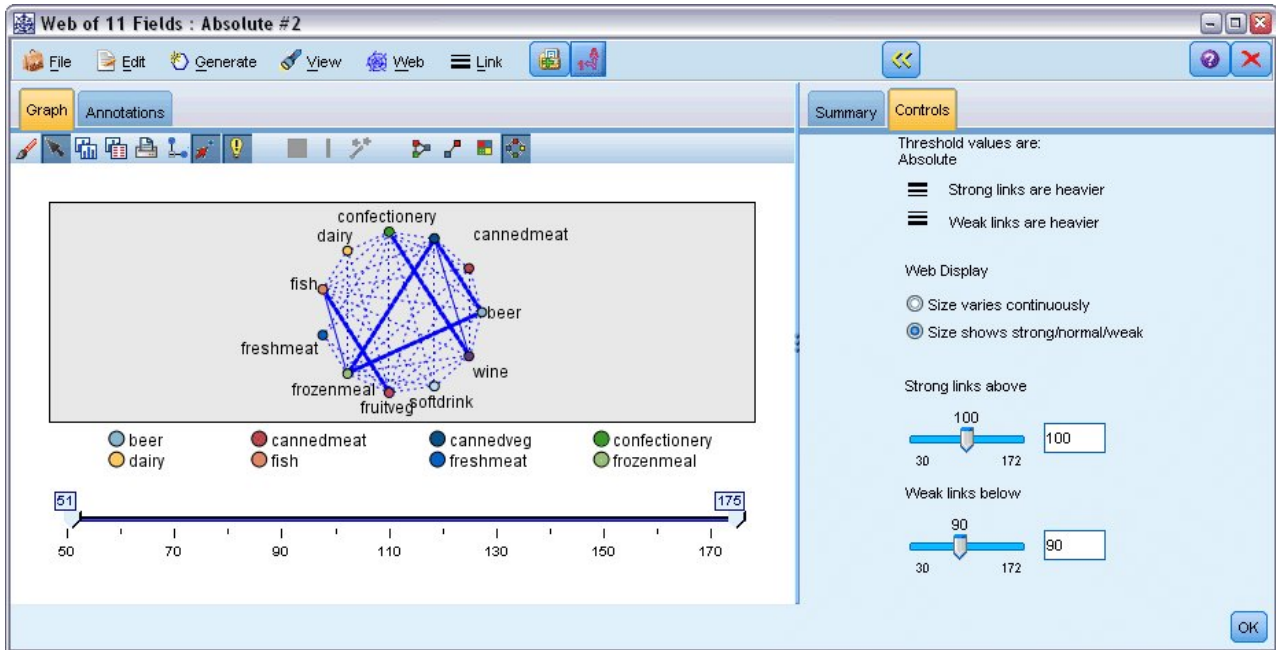 Web of 11 Fields : Absolute #2
File Edit Generate View Web Link
Graph Annotations
Summary Controls
confectionery
dairy
cannedmeat
fish
beer
freshmeat
wine
frozenmeal
softdrink
fruitveg
beer cannedmeat cannedveg confectionery
dairy fish freshmeat frozenmeal
51 175
50 70 90 110 130 150 170
Threshold values are:
Absolute
Strong links are heavier
Weak links are heavier
Web Display
Size varies continuously
Size shows strong/normal/weak
Strong links above
100
100
30 172
Weak links below
90
90
30 172
OK